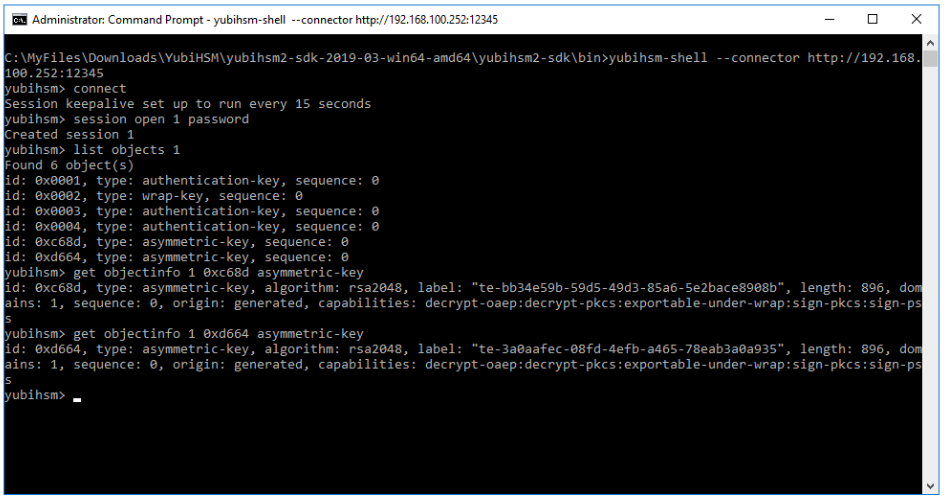 Administrator: Command Prompt - yubihsm-shell --connector http://192.168.100.252:12345
C:\MyFiles\Downloads\YubiHSM\yubihsm2-sdk-2019-03-win64-amd64\yubihsm2-sdk\bin>yubihsm-shell --connector http://192.168.
100.252:12345
yubihsm> connect
Session keepalive set up to run every 15 seconds
yubihsm> session open 1 password
Created session 1
yubihsm> list objects 1
Found 6 object(s)
id: 0x0001, type: authentication-key, sequence: 0
id: 0x0002, type: wrap-key, sequence: 0
id: 0x0003, type: authentication-key, sequence: 0
id: 0x0004, type: authentication-key, sequence: 0
id: 0xc68d, type: asymmetric-key, sequence: 0
id: 0xd664, type: asymmetric-key, sequence: 0
yubihsm> get objectinfo 1 0xc68d asymmetric-key
id: 0xc68d, type: asymmetric-key, algorithm: rsa2048, label: "te-bb34e59b-59d5-49d3-85a6-5e2bace8908b", length: 896, dom
ains: 1, sequence: 0, origin: generated, capabilities: decrypt-oaep:decrypt-pkcs:exportable-under-wrap:sign-pkcs:sign-ps
s
yubihsm> get objectinfo 1 0xd664 asymmetric-key
id: 0xd664, type: asymmetric-key, algorithm: rsa2048, label: "te-3a0aafec-08fd-4efb-a465-78eab3a0a935", length: 896, dom
ains: 1, sequence: 0, origin: generated, capabilities: decrypt-oaep:decrypt-pkcs:exportable-under-wrap:sign-pkcs:sign-ps
s
yubihsm>